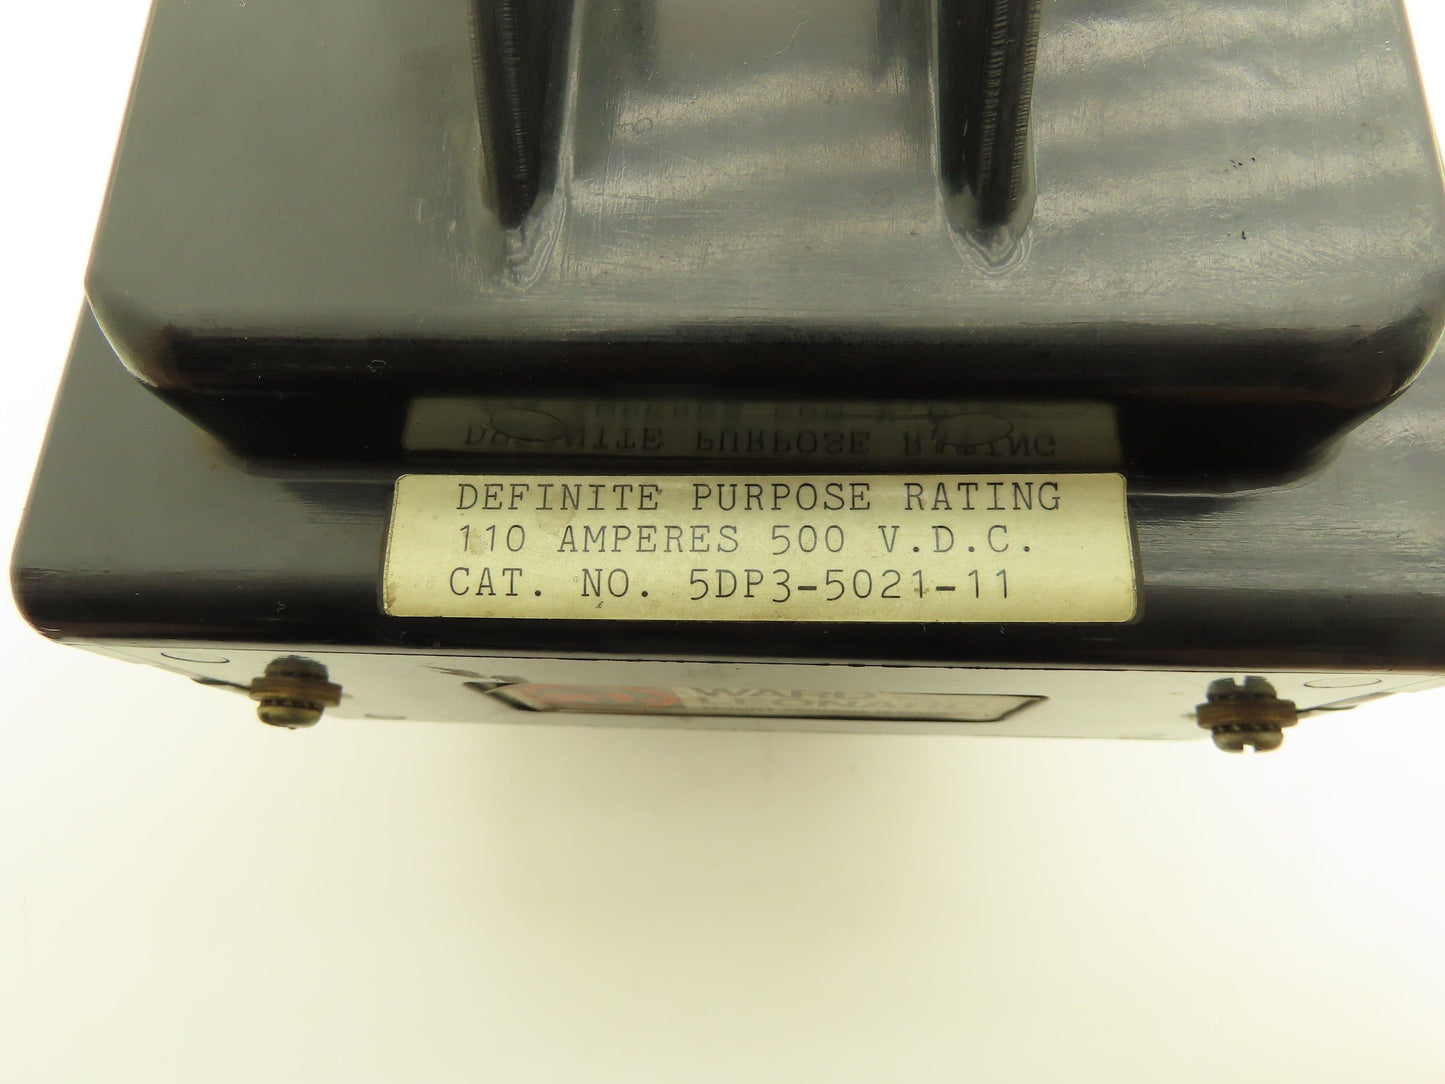 DEFINITE PURPOSE RATING
110 AMPERES 500 V.D.C.
CAT. NO. 5DP3-5021-11
WARD
LEONARD